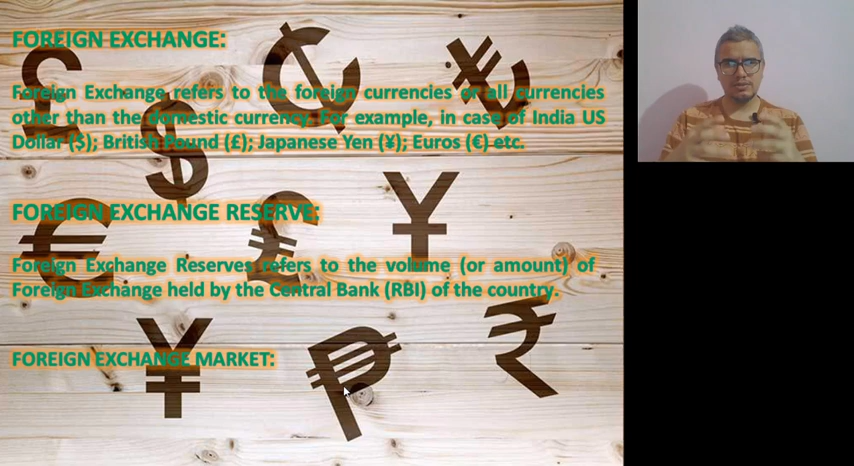 FOREIGN EXCHANGE:
Foreign Exchange refers to the foreign currencies or all currencies
other than the domestic currency. For example, in case of India US
Dollar ($); British Pound (£); Japanese Yen (¥); Euros (€) etc.
FOREIGN EXCHANGE RESERVE:
Foreign Exchange Reserves refers to the volume (or amount) of
Foreign Exchange held by the Central Bank (RBI) of the country.
FOREIGN EXCHANGE MARKET: